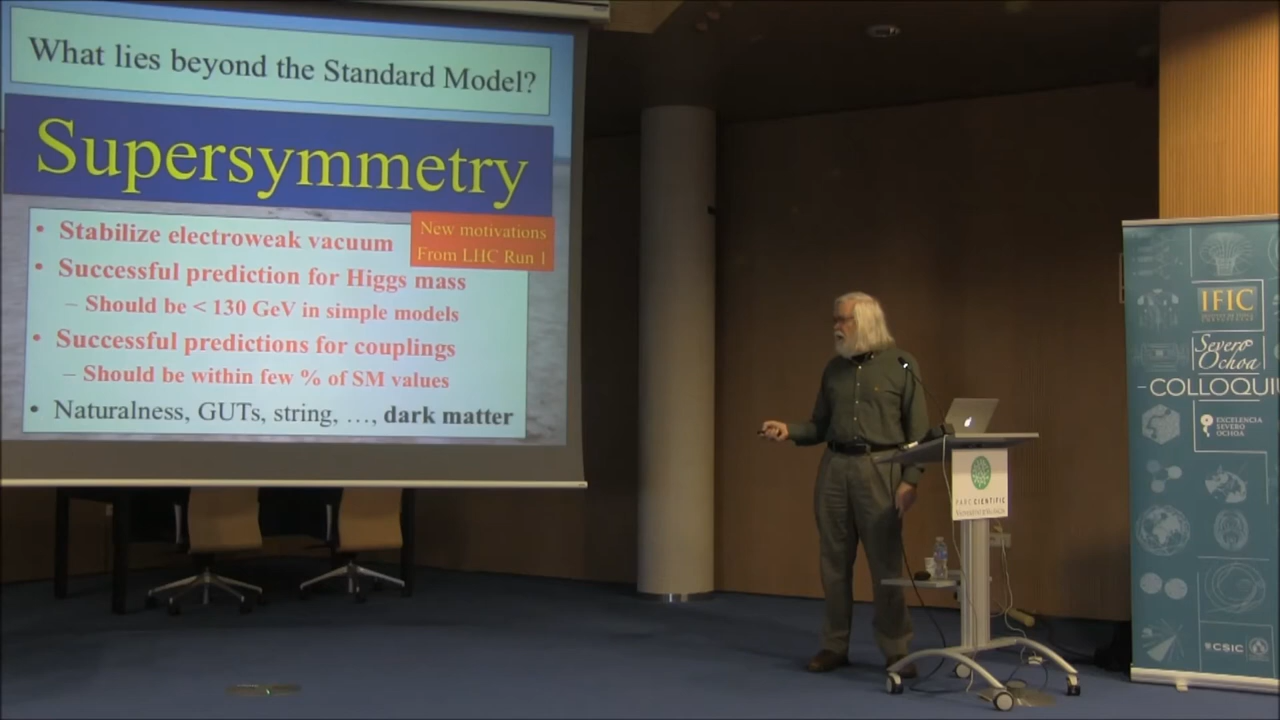 What lies beyond the Standard Model?
Supersymmetry
• Stabilize electroweak vacuum
New motivations
From LHC Run 1
• Successful prediction for Higgs mass
– Should be < 130 GeV in simple models
• Successful predictions for couplings
– Should be within few % of SM values
• Naturalness, GUTs, string, …, dark matter
PARC CIENTIFIC
IFIC
Severo
Ochoa
COLLOQUI
EXCELENCIA
SEVERO
OCHOA
CSIC